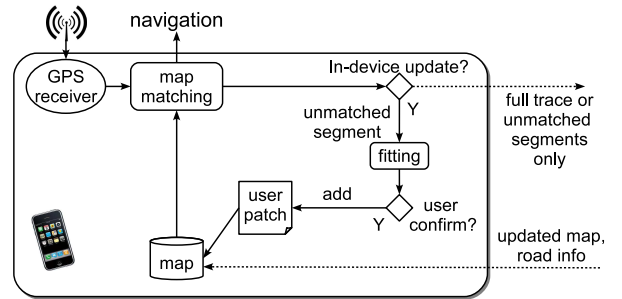 navigation
GPS
receiver
map
matching
In-device update?
Y
full trace or
unmatched
segments
only
unmatched
segment
fitting
user
patch
add
Y
user
confirm?
map
updated map,
road info